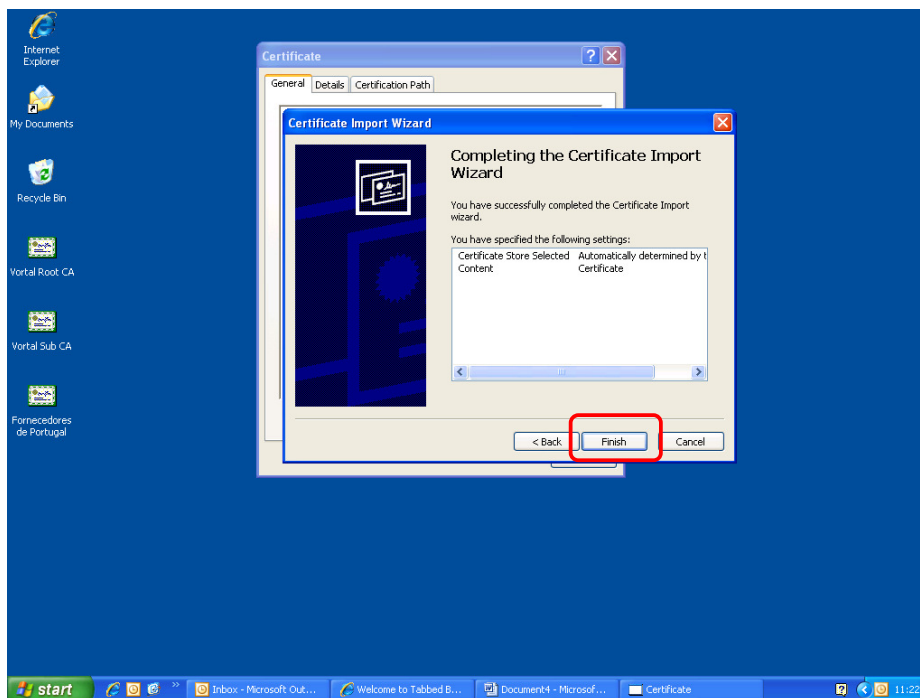 Internet
Explorer
My Documents
Recycle Bin
Vortal Root CA
Vortal Sub CA
Fornecedores
de Portugal
Certificate
General Details Certification Path
Certificate Import Wizard
Completing the Certificate Import
Wizard
You have successfully completed the Certificate Import
wizard.
You have specified the following settings:
Certificate Store Selected Automatically determined by t
Content Certificate
< Back Finish Cancel
start Inbox - Microsoft Out... Welcome to Tabbed B... Document4 - Microsof... Certificate 11:22